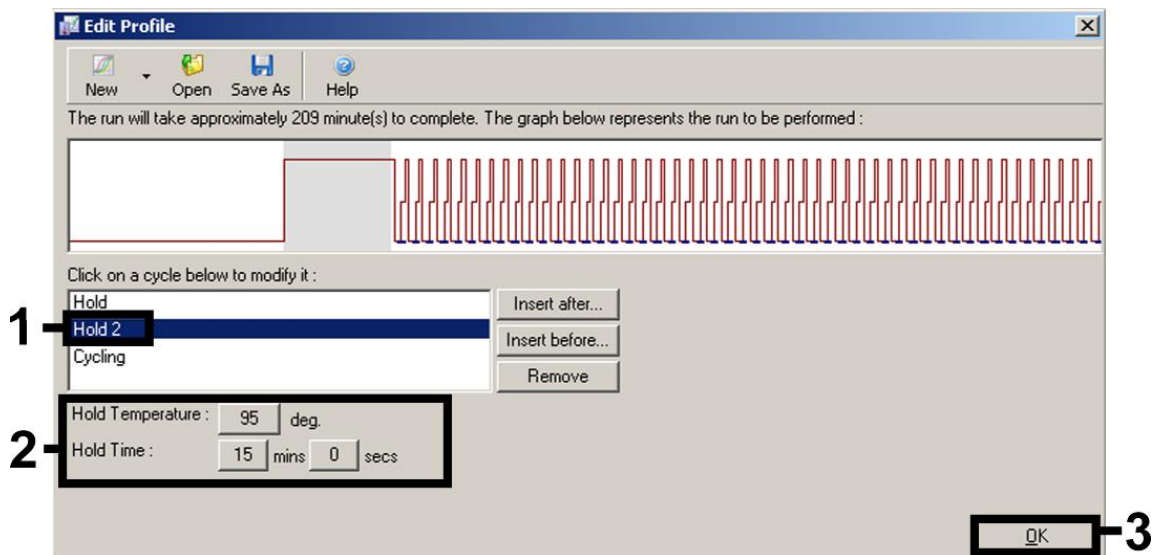 Edit Profile
New Open Save As Help
The run will take approximately 209 minute(s) to complete. The graph below represents the run to be performed :
Click on a cycle below to modify it :
Hold
Insert after...
1
Hold 2
Insert before...
Cycling
Remove
2
Hold Temperature : 95 deg.
Hold Time : 15 mins 0 secs
OK
3